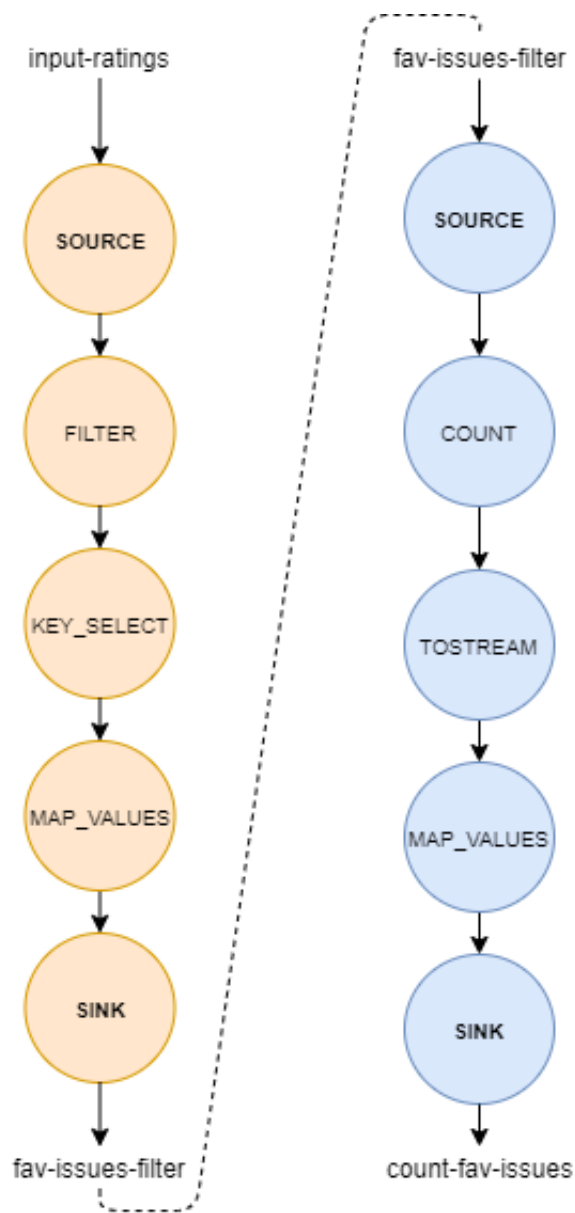 input-ratings
SOURCE
FILTER
KEY_SELECT
MAP_VALUES
SINK
fav-issues-filter
fav-issues-filter
SOURCE
COUNT
TOSTREAM
MAP_VALUES
SINK
count-fav-issues